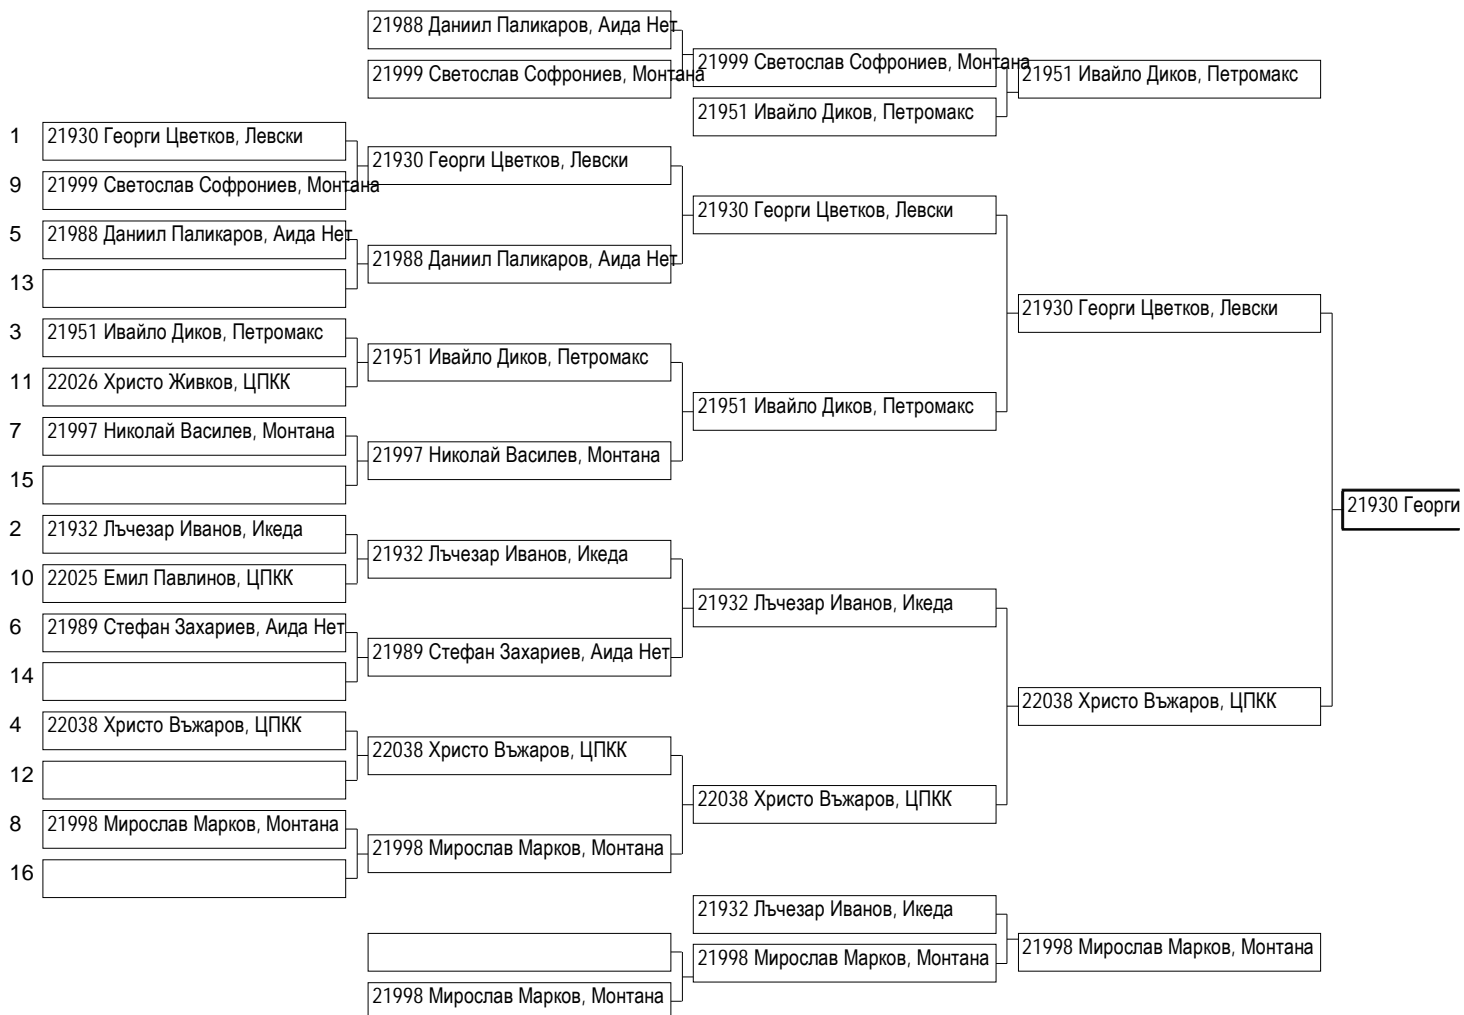 21988 Даниил Паликаров, Аида Нет
21999 Светослав Софрониев, Монтана
21999 Светослав Софрониев, Монтана
21951 Ивайло Диков, Петромакс
21951 Ивайло Диков, Петромакс
1 21930 Георги Цветков, Левски
9 21999 Светослав Софрониев, Монтана
5 21988 Даниил Паликаров, Аида Нет
13
3 21951 Ивайло Диков, Петромакс
11 22026 Христо Живков, ЦПКК
7 21997 Николай Василев, Монтана
15
2 21932 Лъчезар Иванов, Икеда
10 22025 Емил Павлинов, ЦПКК
6 21989 Стефан Захариев, Аида Нет
14
4 22038 Христо Въжаров, ЦПКК
12
8 21998 Мирослав Марков, Монтана
16
21930 Георги Цветков, Левски
21988 Даниил Паликаров, Аида Нет
21951 Ивайло Диков, Петромакс
21997 Николай Василев, Монтана
21932 Лъчезар Иванов, Икеда
21989 Стефан Захариев, Аида Нет
22038 Христо Въжаров, ЦПКК
21998 Мирослав Марков, Монтана
21930 Георги Цветков, Левски
21951 Ивайло Диков, Петромакс
21932 Лъчезар Иванов, Икеда
22038 Христо Въжаров, ЦПКК
21930 Георги Цветков, Левски
22038 Христо Въжаров, ЦПКК
21930 Георги
21932 Лъчезар Иванов, Икеда
21998 Мирослав Марков, Монтана
21998 Мирослав Марков, Монтана
21998 Мирослав Марков, Монтана